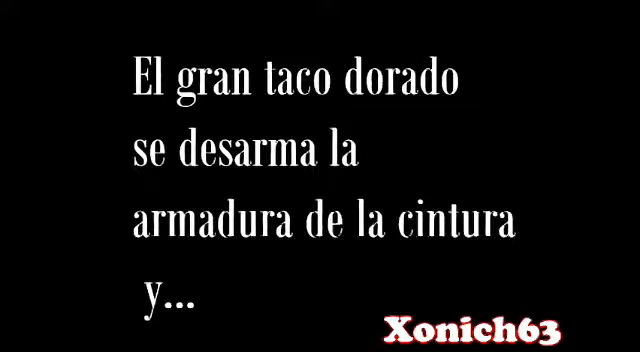 El gran taco dorado
se desarma la
armadura de la cintura
y...
Xonich63